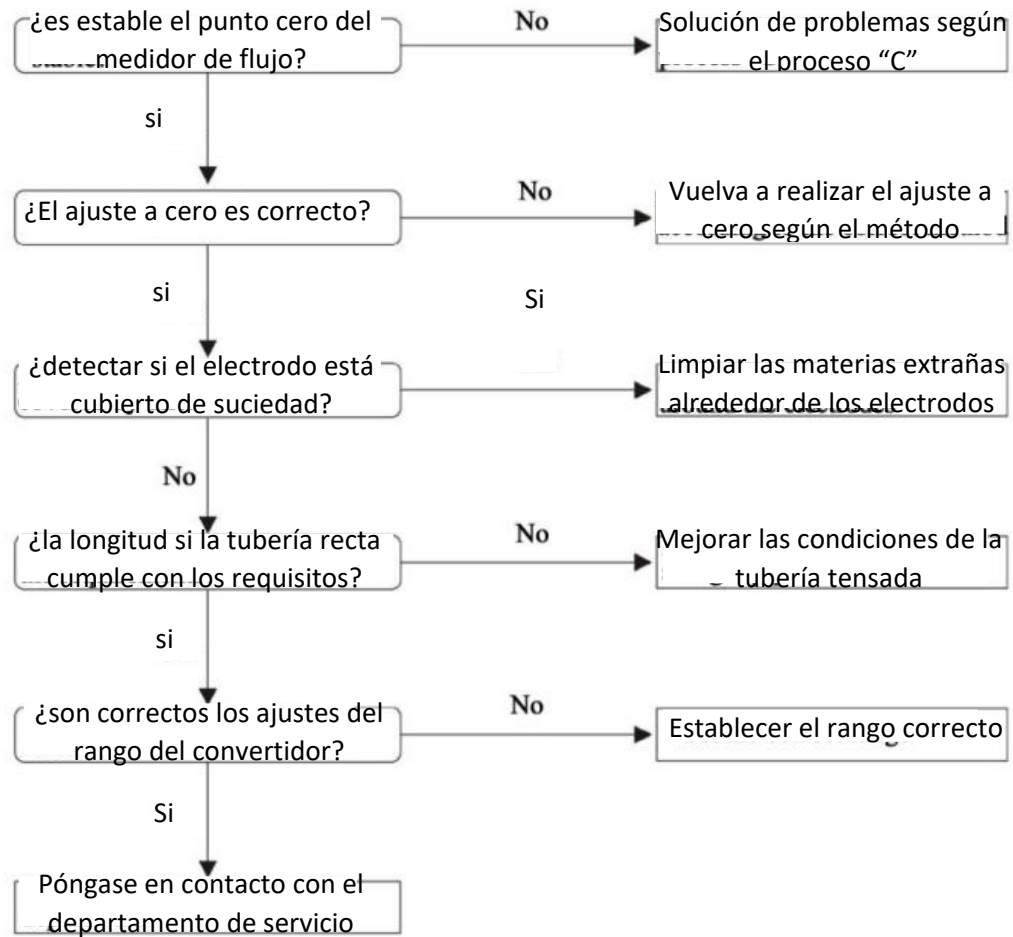 ¿es estable el punto cero del
medidor de flujo?
No
Solución de problemas según
el proceso “C”
si
¿El ajuste a cero es correcto?
No
Vuelva a realizar el ajuste a
cero según el método
si
Si
¿detectar si el electrodo está
cubierto de suciedad?
Limpiar las materias extrañas
alrededor de los electrodos
No
¿la longitud si la tubería recta
cumple con los requisitos?
No
Mejorar las condiciones de la
tubería tensada
si
¿son correctos los ajustes del
rango del convertidor?
No
Establecer el rango correcto
Si
Póngase en contacto con el
departamento de servicio